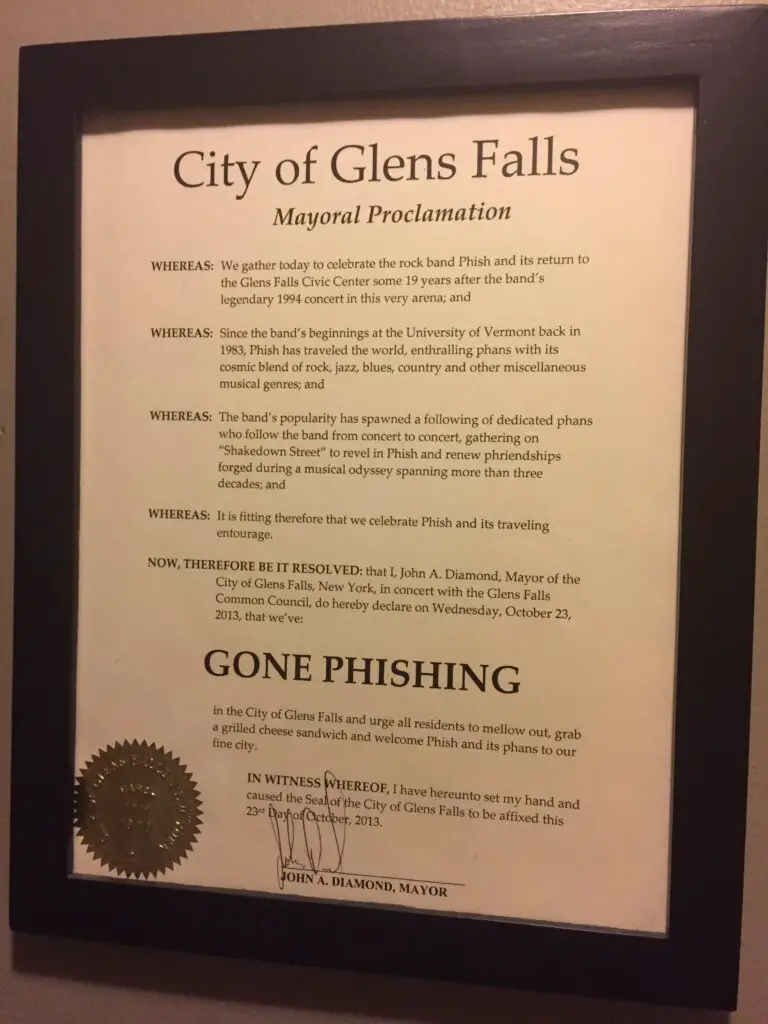 City of Glens Falls
Mayoral Proclamation
WHEREAS: We gather today to celebrate the rock band Phish and its return to
the Glens Falls Civic Center some 19 years after the band's
legendary 1994 concert in this very arena; and
WHEREAS: Since the band's beginnings at the University of Vermont back in
1983, Phish has traveled the world, enthralling phans with its
cosmic blend of rock, jazz, blues, country and other miscellaneous
musical genres; and
WHEREAS: The band's popularity has spawned a following of dedicated phans
who follow the band from concert to concert, gathering on
"Shakedown Street" to revel in Phish and renew phriendships
forged during a musical odyssey spanning more than three
decades; and
WHEREAS: It is fitting therefore that we celebrate Phish and its traveling
entourage.
NOW, THEREFORE BE IT RESOLVED: that I, John A. Diamond, Mayor of the
City of Glens Falls, New York, in concert with the Glens Falls
Common Council, do hereby declare on Wednesday, October 23,
2013, that we've:
GONE PHISHING
in the City of Glens Falls and urge all residents to mellow out, grab
a grilled cheese sandwich and welcome Phish and its phans to our
fine city.
IN WITNESS WHEREOF, I have hereunto set my hand and
caused the Seal of the City of Glens Falls to be affixed this
23rd Day of October, 2013.
JOHN A. DIAMOND, MAYOR